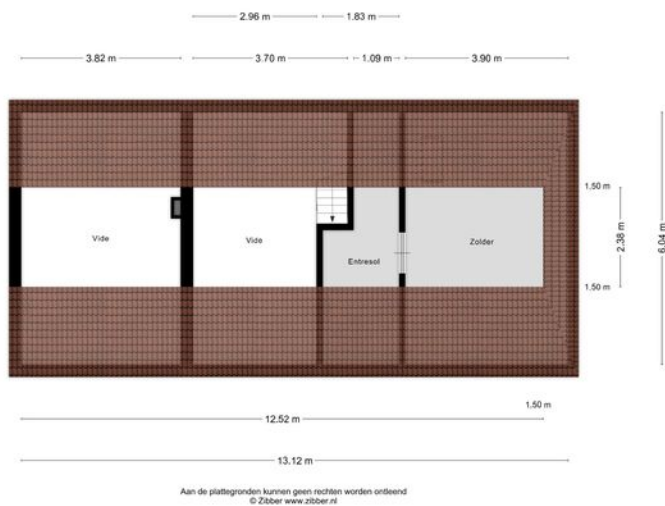 2.96 m 1.83 m
3.82 m 3.70 m 1.09 m 3.90 m
1,50 m
Vide
Vide
Entresol
Zolder
2.38 m
6.04 m
1,50 m
1,50 m
12.52 m
13.12 m
Aan de plattegronden kunnen geen rechten worden ontleend
© Zibber www.zibber.nl